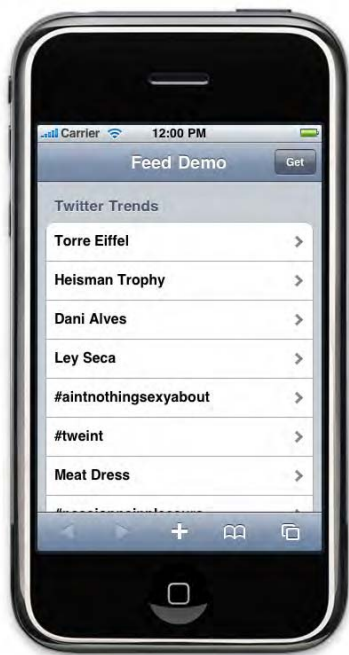 Carrier 12:00 PM
Feed Demo Get
Twitter Trends
Torre Eiffel
Heisman Trophy
Dani Alves
Ley Seca
#aintnothingsexyabout
#tweint
Meat Dress